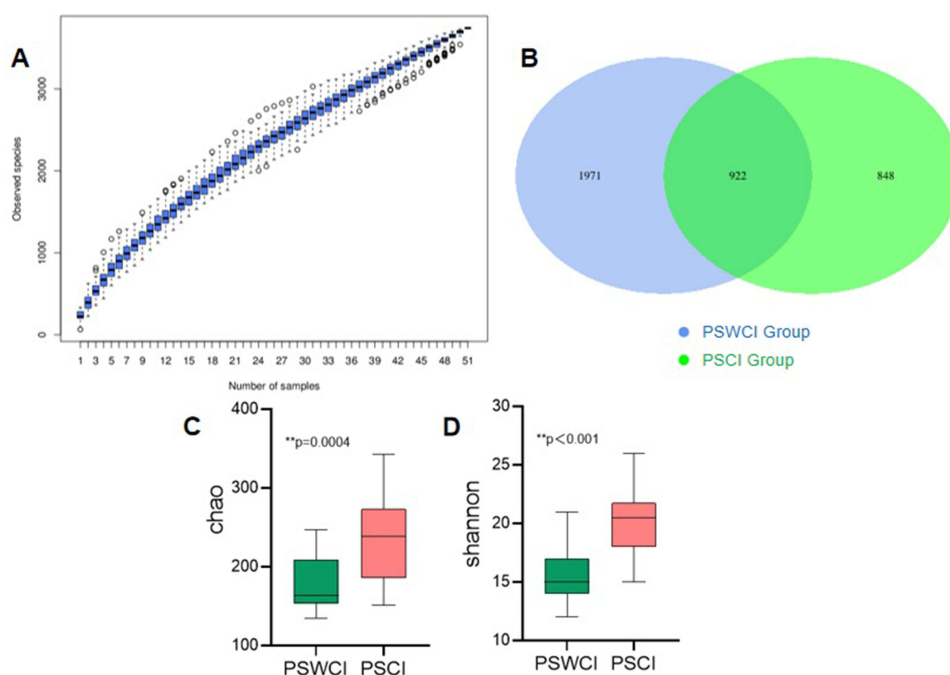 A
Observed species
3000
2000
1000
0
1 3 5 7 9 12 15 18 21 24 27 30 33 36 39 42 45 48 51
Number of samples
B
1971
922
848
PSWCI Group
PSCI Group
C
**p=0.0004
chao
400
300
200
100
PSWCI PSCI
D
**p<0.001
shannon
30
25
20
15
10
PSWCI PSCI